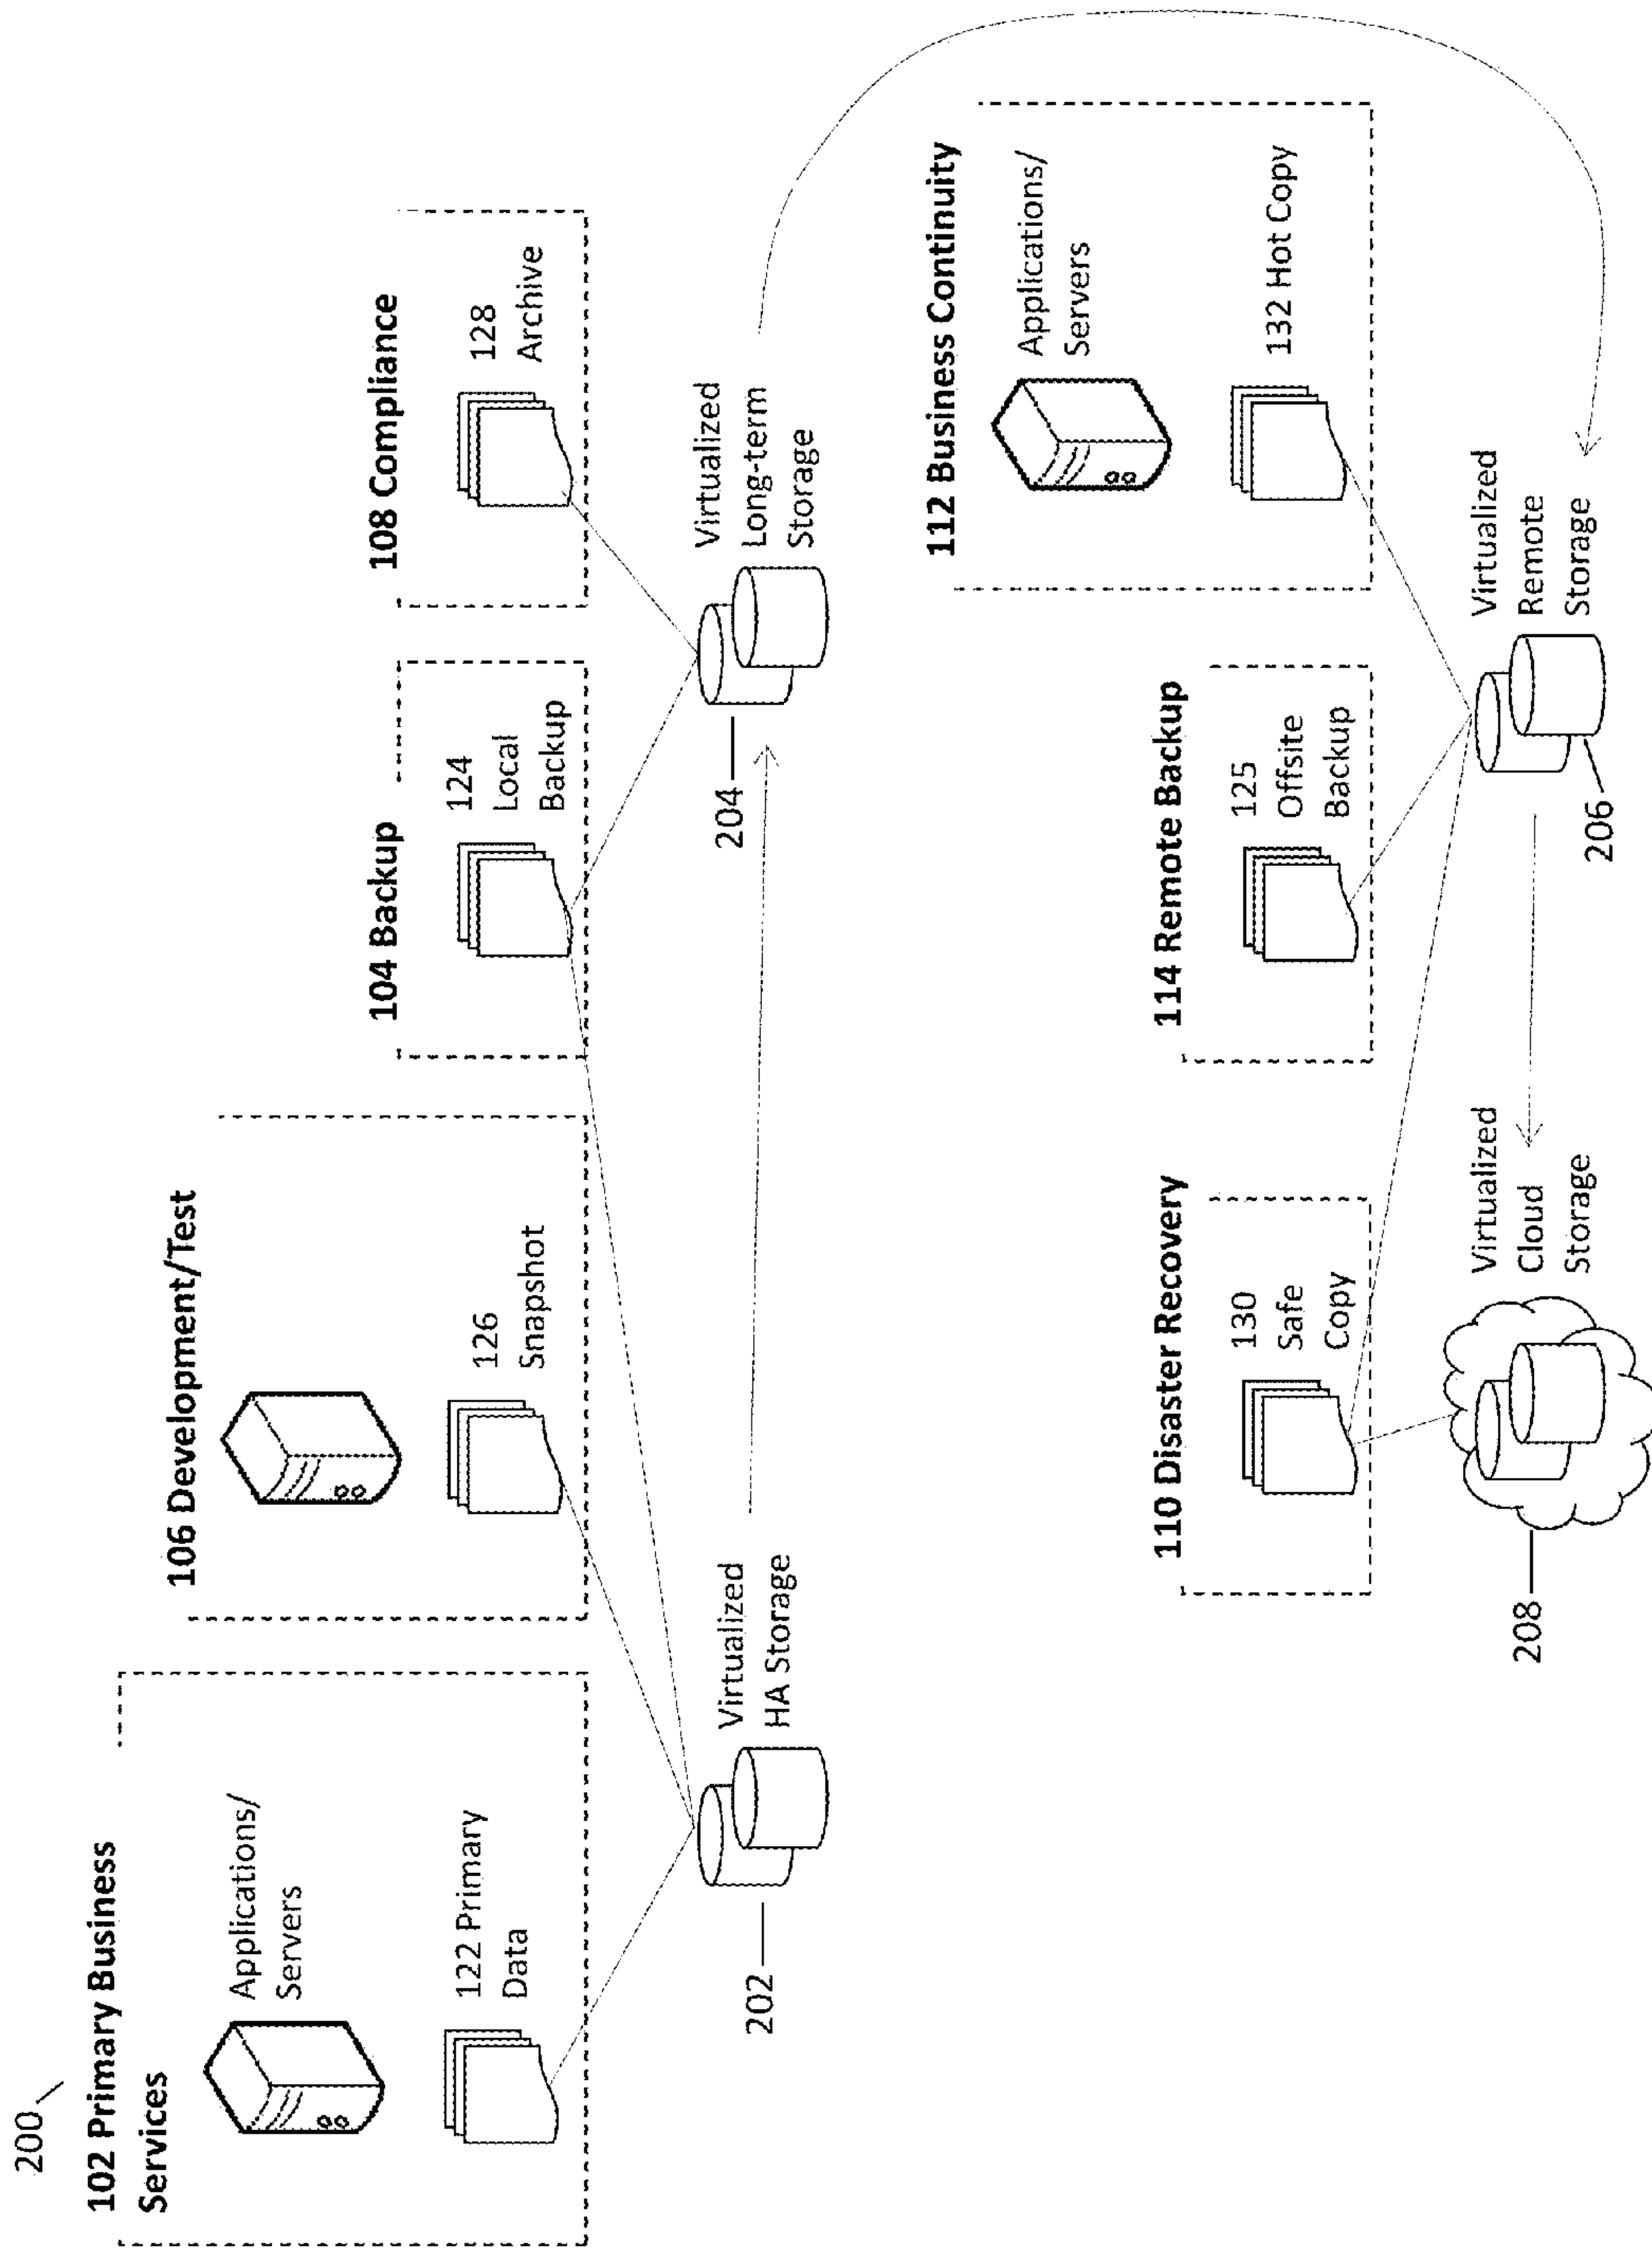 200
102 Primary Business
Services
Applications/
Servers
122 Primary
Data
106 Development/Test
126
Snapshot
104 Backup
124
Local
Backup
108 Compliance
128
Archive
202
Virtualized
HA Storage
204
Virtualized
Long-term
Storage
110 Disaster Recovery
130
Safe
Copy
114 Remote Backup
125
Offsite
Backup
112 Business Continuity
Applications/
Servers
132 Hot Copy
208
Virtualized
Cloud
Storage
206
Virtualized
Remote
Storage